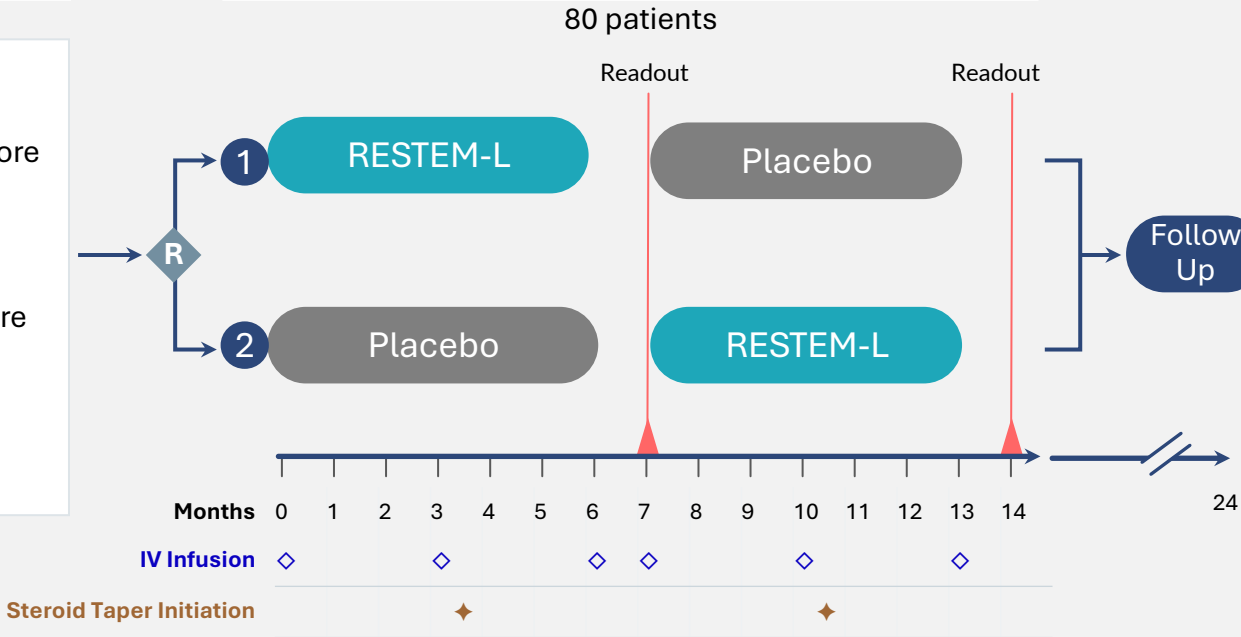 80 patients
Readout
Readout
ore
1
RESTEM-L
Placebo
R
Follow
Up
re
2
Placebo
RESTEM-L
Months 0 1 2 3 4 5 6 7 8 9 10 11 12 13 14
24
IV Infusion
Steroid Taper Initiation